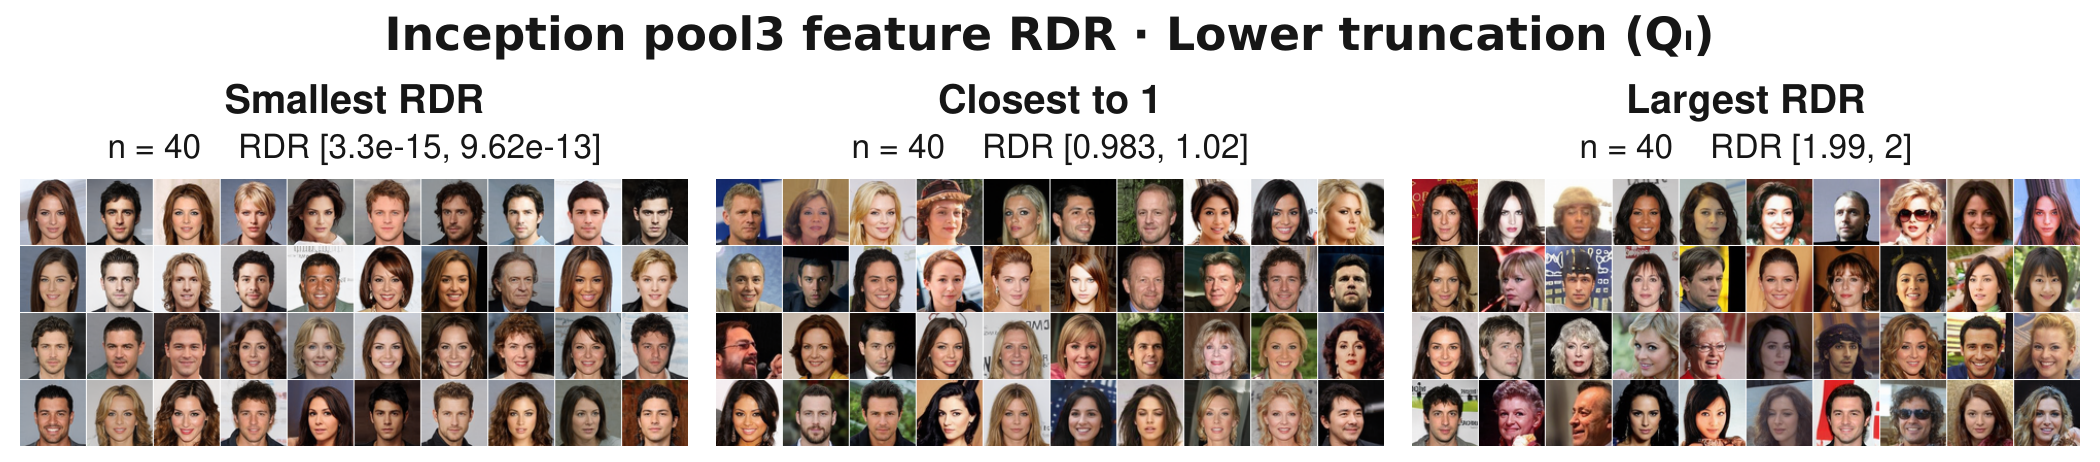 Inception pool3 feature RDR · Lower truncation (Qₗ)
Smallest RDR
n = 40 RDR [3.3e-15, 9.62e-13]
Closest to 1
n = 40 RDR [0.983, 1.02]
Largest RDR
n = 40 RDR [1.99, 2]